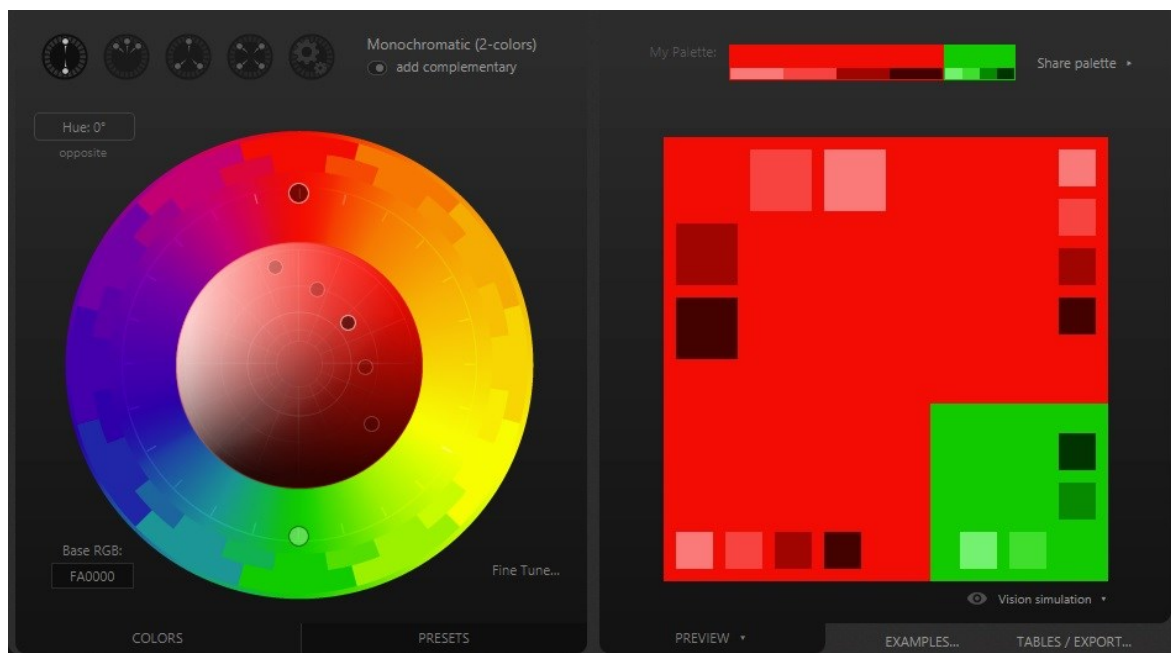 Monochromatic (2-colors)
add complementary
Hue: 0°
opposite
Base RGB:
FA0000
Fine Tune...
COLORS
PRESETS
My Palette:
Share palette
Vision simulation
PREVIEW
EXAMPLES...
TABLES / EXPORT...